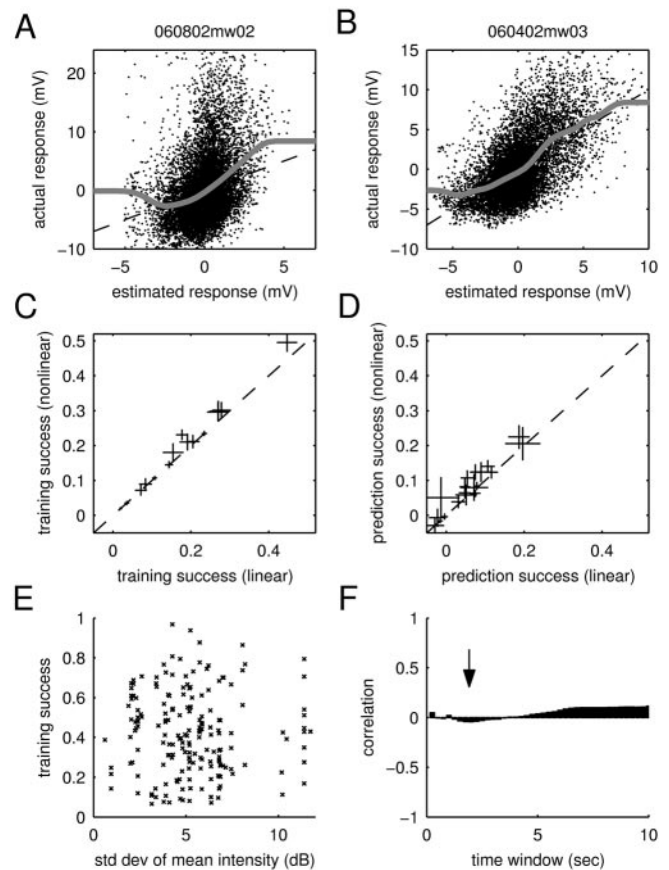 A
060802mw02
actual response (mV)
20
10
0
−10
−5
0
5
estimated response (mV)
B
060402mw03
actual response (mV)
15
10
5
0
−5
−10
−5
0
5
10
estimated response (mV)
C
training success (nonlinear)
0.5
0.4
0.3
0.2
0.1
0
0
0.2
0.4
training success (linear)
D
prediction success (nonlinear)
0.5
0.4
0.3
0.2
0.1
0
0
0.2
0.4
prediction success (linear)
E
training success
1
0.8
0.6
0.4
0.2
0
0
5
10
std dev of mean intensity (dB)
F
correlation
1
0.5
0
−0.5
−1
0
5
10
time window (sec)